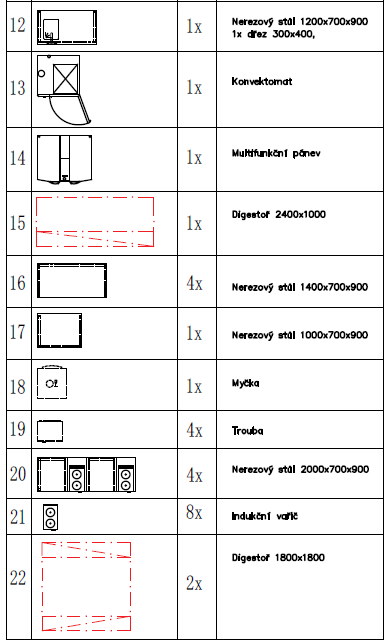 12 1x Nerezový stůl 1200x700x900
1x dřez 300x400,
13 1x Konvektomat
14 1x Multifunkční pánev
15 1x Digestoř 2400x1000
16 4x Nerezový stůl 1400x700x900
17 1x Nerezový stůl 1000x700x900
18 1x Myčka
19 4x Trouba
20 4x Nerezový stůl 2000x700x900
21 8x Indukční vařič
22 2x Digestoř 1800x1800